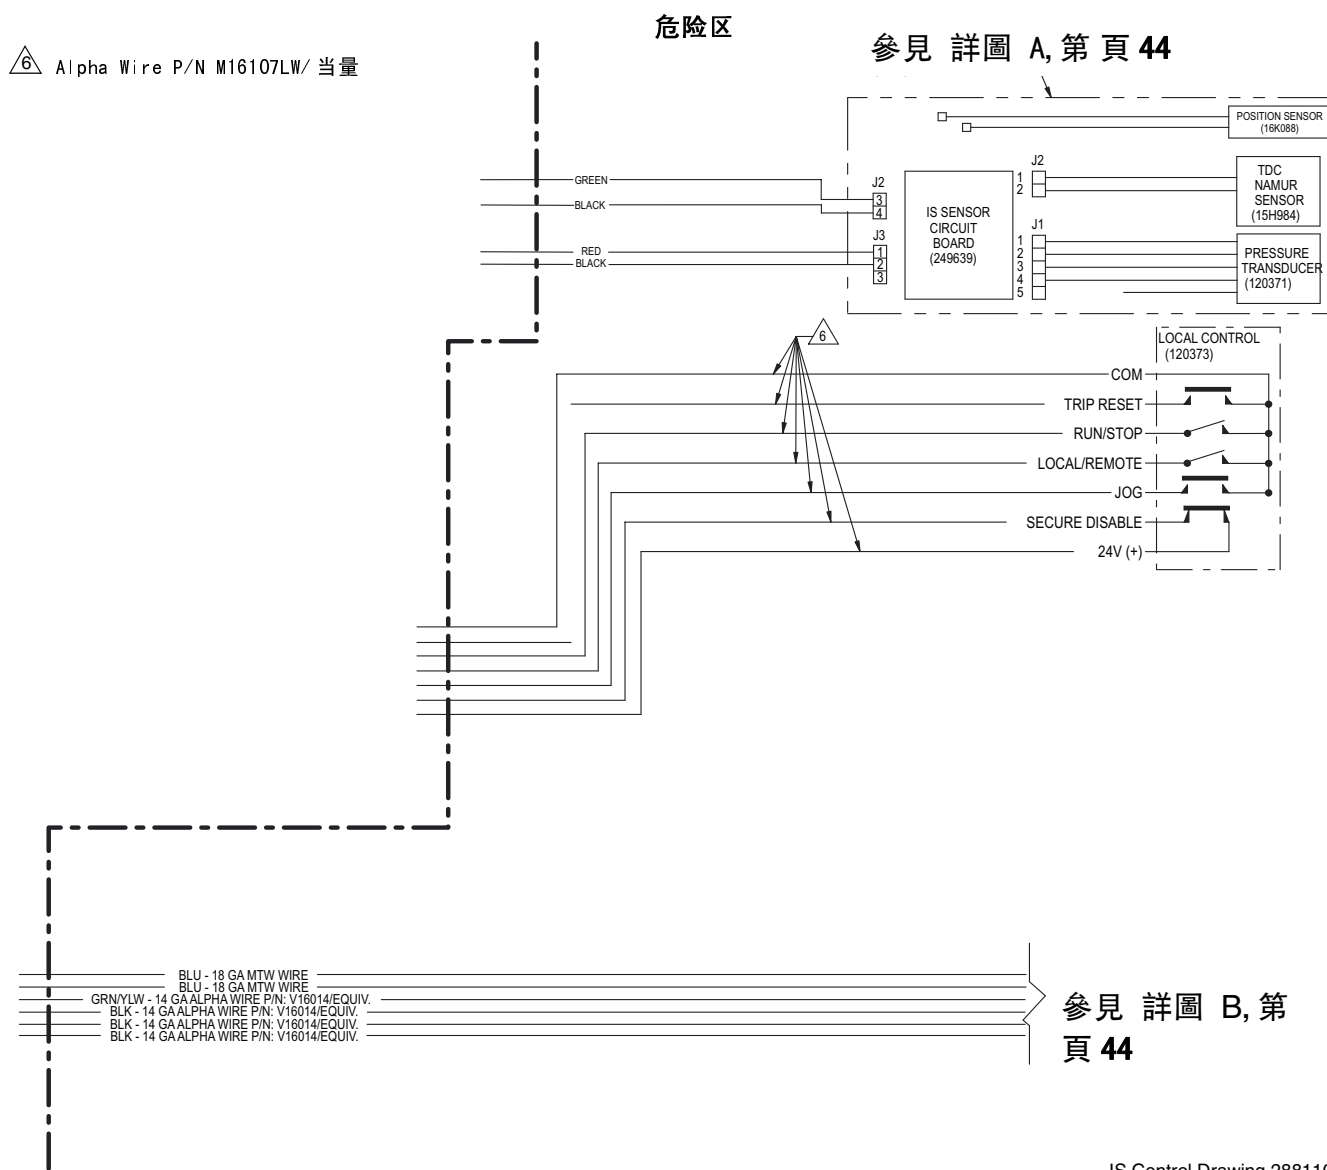 危险区
參見 詳圖 A, 第 頁 44
6 Alpha Wire P/N M16107LW/ 当量
POSITION SENSOR
(16K088)
GREEN
BLACK
RED
BLACK
J2
3
4
J3
1
2
3
IS SENSOR
CIRCUIT
BOARD
(249639)
J2
1
2
J1
1
2
3
4
5
TDC
NAMUR
SENSOR
(15H984)
PRESSURE
TRANSDUCER
(120371)
6
LOCAL CONTROL
(120373)
COM
TRIP RESET
RUN/STOP
LOCAL/REMOTE
JOG
SECURE DISABLE
24V (+)
BLU - 18 GA MTW WIRE
BLU - 18 GA MTW WIRE
GRN/YLW - 14 GA ALPHA WIRE P/N: V16014/EQUIV.
BLK - 14 GA ALPHA WIRE P/N: V16014/EQUIV.
BLK - 14 GA ALPHA WIRE P/N: V16014/EQUIV.
BLK - 14 GA ALPHA WIRE P/N: V16014/EQUIV.
參見 詳圖 B, 第
頁 44
IS Control Drawing